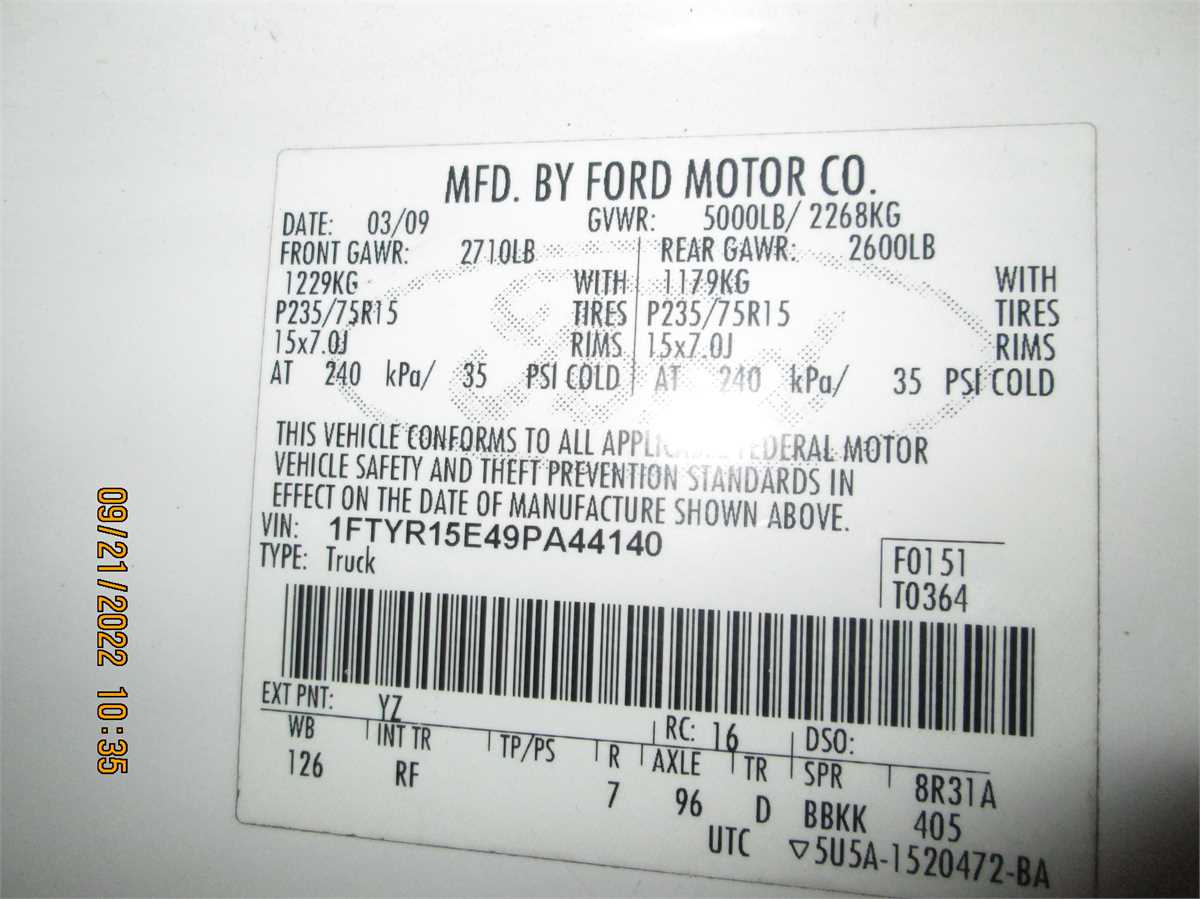 MFD. BY FORD MOTOR CO.
DATE: 03/09 GVWR: 5000LB/ 2268KG
FRONT GAWR: 2710LB REAR GAWR: 2600LB
1229KG WITH 1179KG WITH
P235/75R15 TIRES P235/75R15 TIRES
15x7.0J RIMS 15x7.0J RIMS
AT 240 kPa/ 35 PSI COLD AT 240 kPa/ 35 PSI COLD
THIS VEHICLE CONFORMS TO ALL APPLICABLE FEDERAL MOTOR
VEHICLE SAFETY AND THEFT PREVENTION STANDARDS IN
EFFECT ON THE DATE OF MANUFACTURE SHOWN ABOVE.
VIN: 1FTYR15E49PA44140
TYPE: Truck
F0151
T0364
EXT PNT: YZ RC: 16 DSO:
WB INT TR TP/PS R AXLE TR SPR 8R31A
126 RF 7 96 D BBKK 405
UTC ▽5U5A-1520472-BA
09/21/2022 10:35